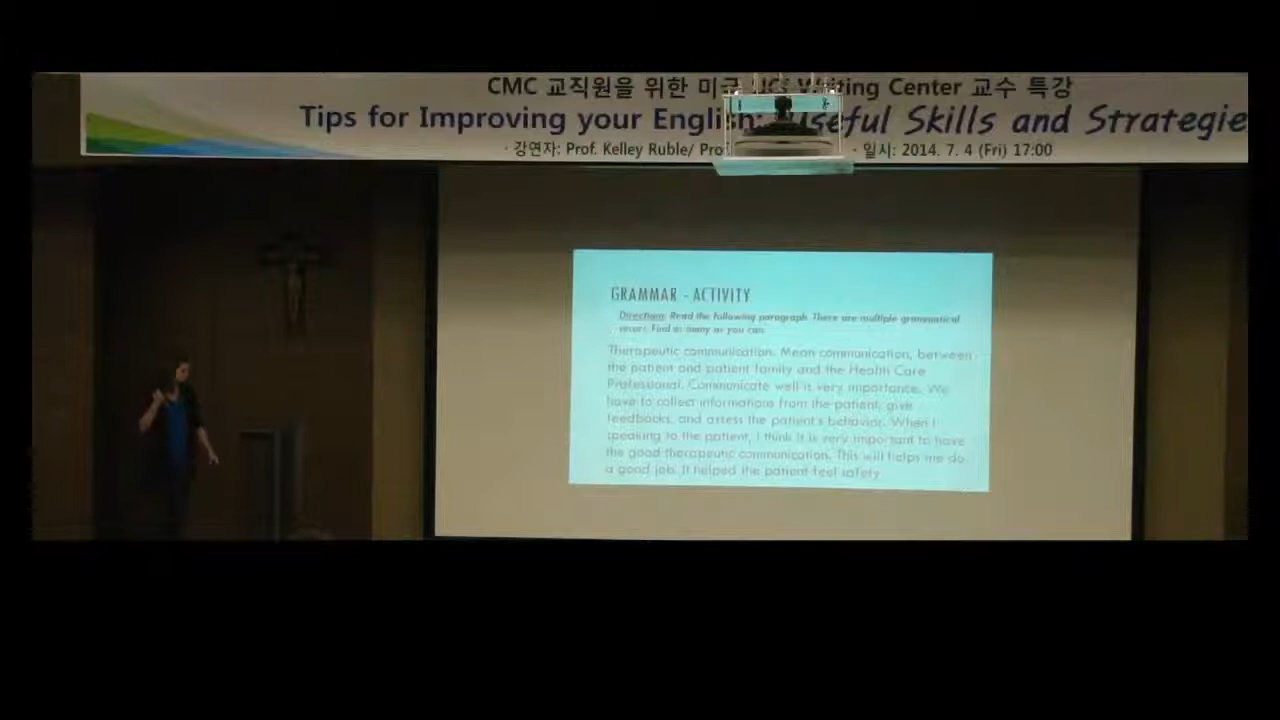 CMC 교직원을 위한 미국 UCI Writing Center 교수 특강
Tips for Improving your English: Useful Skills and Strategie
· 강연자: Prof. Kelley Ruble/ Pro
· 일시: 2014. 7. 4 (Fri) 17:00
GRAMMAR - ACTIVITY
Directions: Read the following paragraph. There are multiple grammatical
errors. Find as many as you can.
Therapeutic communication. Mean communication, between
the patient and patient family and the Health Care
Professional. Communicate well is very importance. We
have to collect informations from the patient, give
feedbacks, and assess the patient's behavior. When I
speaking to the patient, I think it is very important to have
the good therapeutic communication. This will helps me do
a good job. It helped the patient feel safety